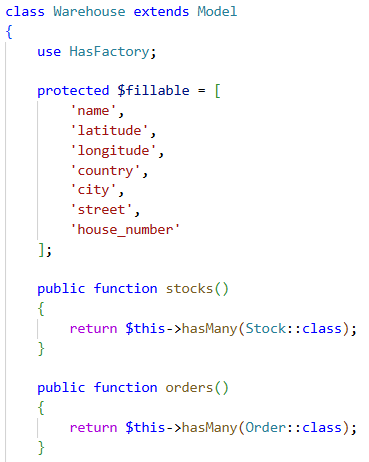 class Warehouse extends Model
{
    use HasFactory;

    protected $fillable = [
        'name',
        'latitude',
        'longitude',
        'country',
        'city',
        'street',
        'house_number'
    ];

    public function stocks()
    {
        return $this->hasMany(Stock::class);
    }

    public function orders()
    {
        return $this->hasMany(Order::class);
    }